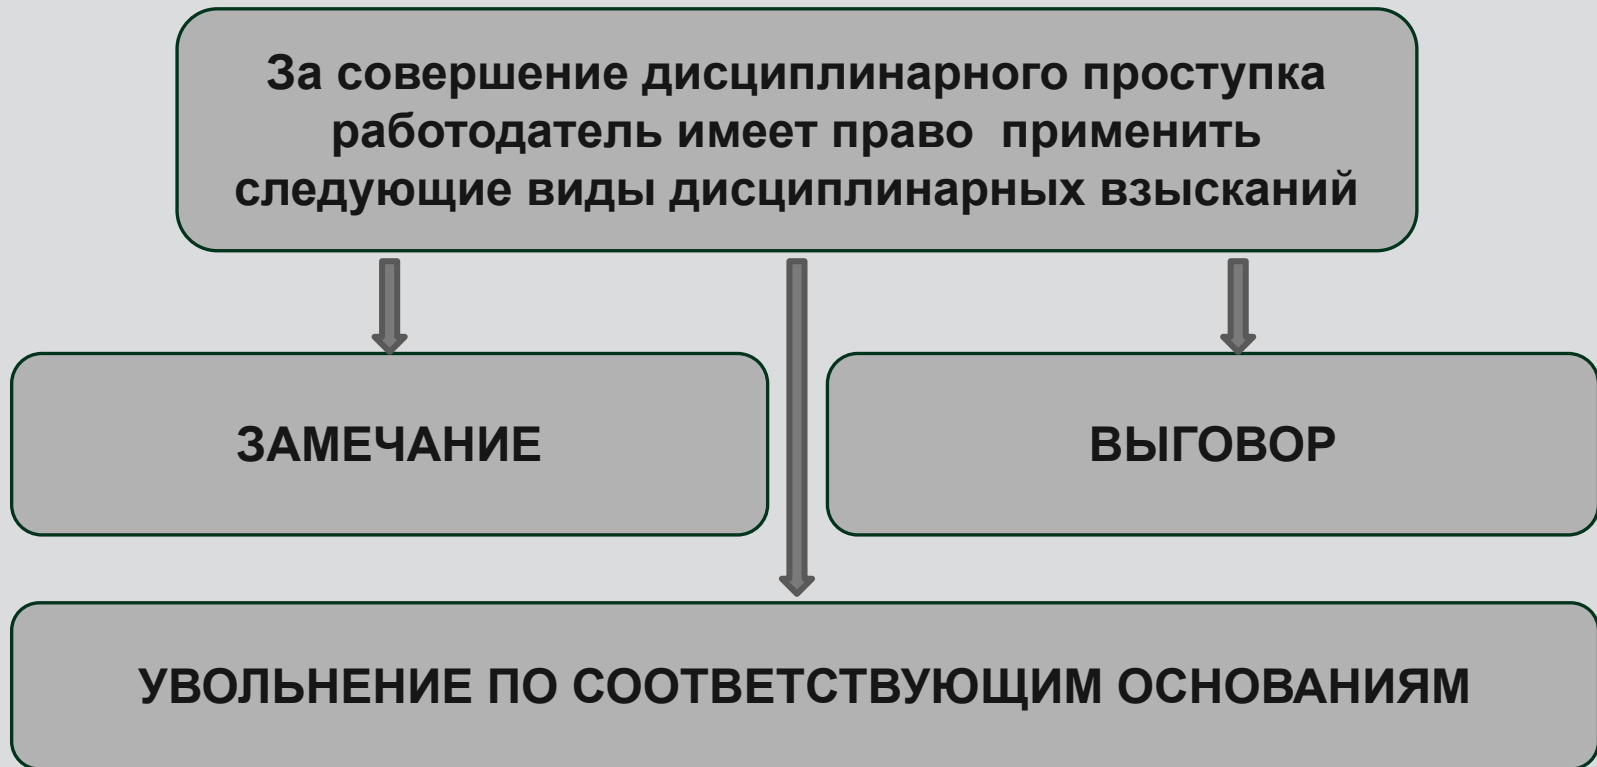 За совершение дисциплинарного проступка
работодатель имеет право  применить
следующие виды дисциплинарных взысканий
ЗАМЕЧАНИЕ
ВЫГОВОР
УВОЛЬНЕНИЕ ПО СООТВЕТСТВУЮЩИМ ОСНОВАНИЯМ